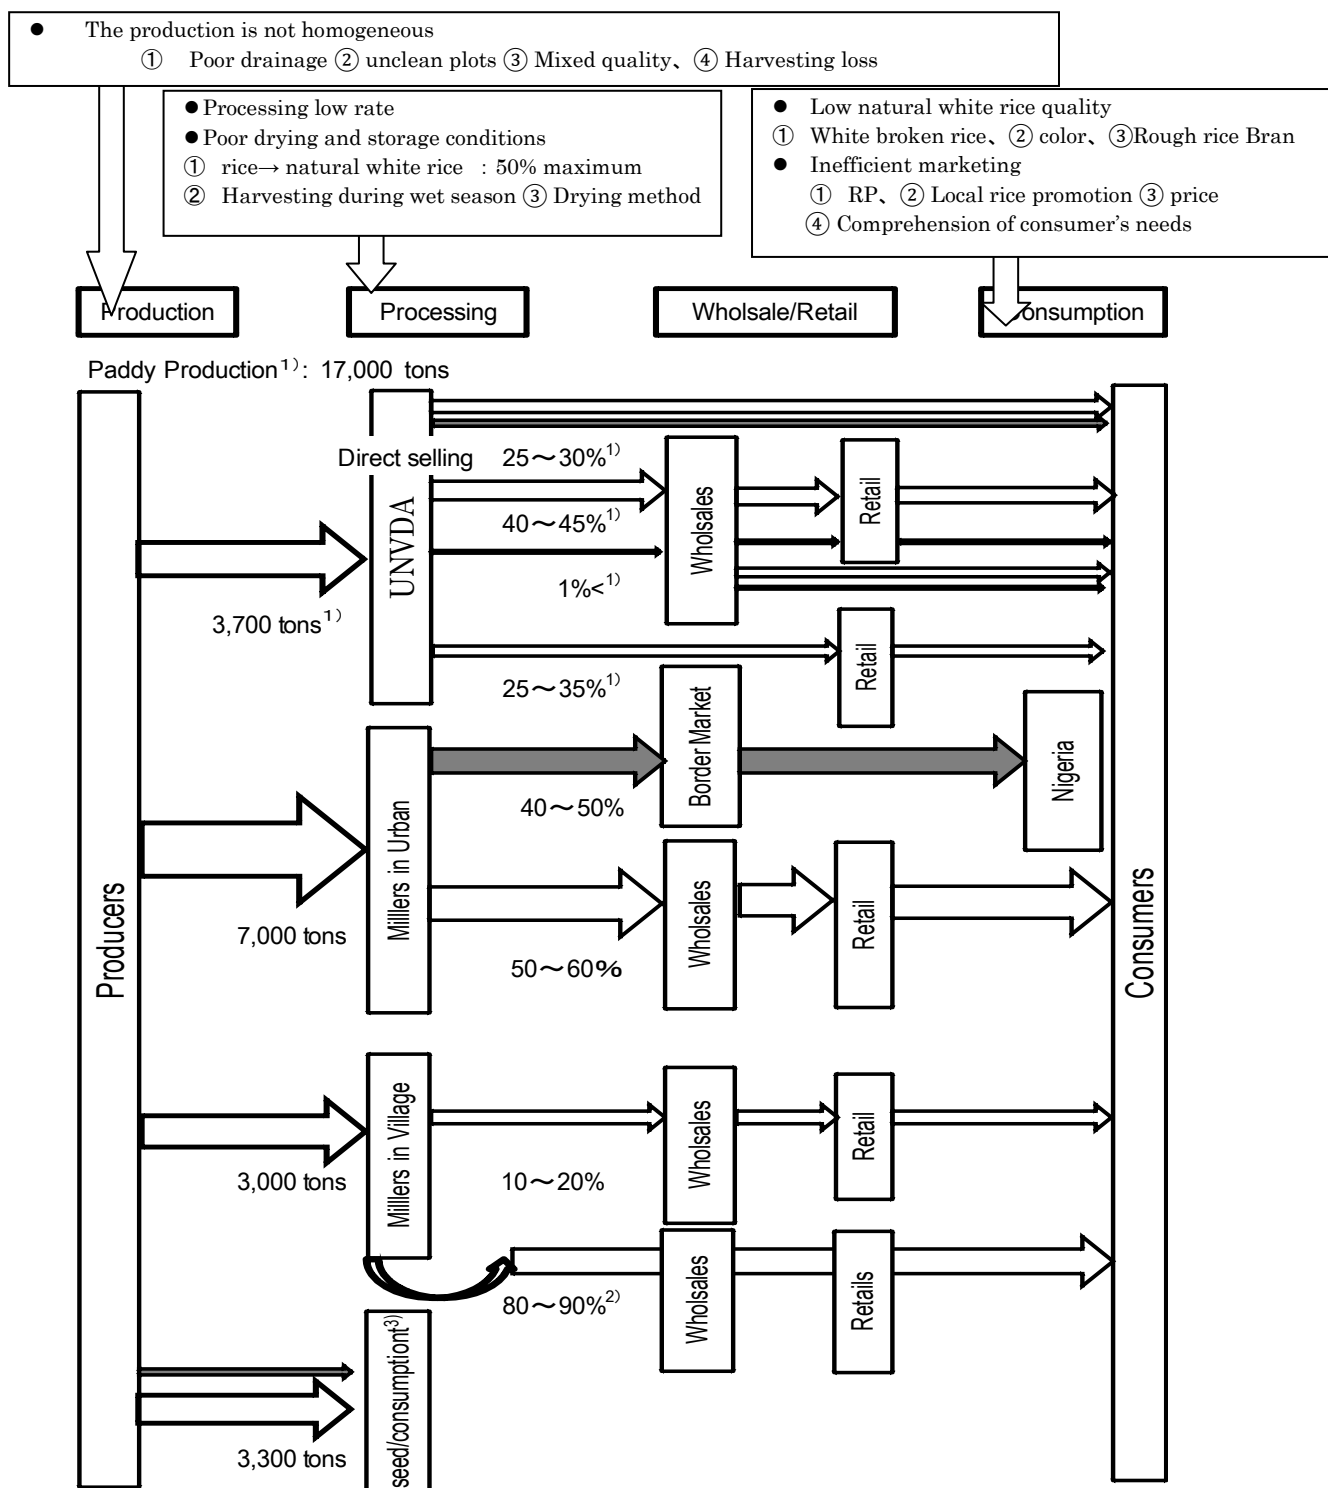 ● The production is not homogeneous
① Poor drainage ② unclean plots ③ Mixed quality、④ Harvesting loss
● Processing low rate
● Poor drying and storage conditions
① rice→ natural white rice : 50% maximum
② Harvesting during wet season ③ Drying method
● Low natural white rice quality
① White broken rice、② color、③Rough rice Bran
● Inefficient marketing
① RP、② Local rice promotion ③ price
④ Comprehension of consumer's needs
Production
Processing
Wholsale/Retail
Consumption
Paddy Production¹⁾: 17,000 tons
Producers
Consumers
UNVDA
Direct selling
25〜30%¹⁾
40〜45%¹⁾
1%<¹⁾
Wholsales
Retail
3,700 tons¹⁾
25〜35%¹⁾
Retail
Milllers in Urban
Border Market
Nigeria
40〜50%
7,000 tons
50〜60%
Wholsales
Retail
Milllers in Village
3,000 tons
10〜20%
Wholsales
Retail
80〜90%²⁾
Wholsales
Retails
seed/consumptiont³⁾
3,300 tons